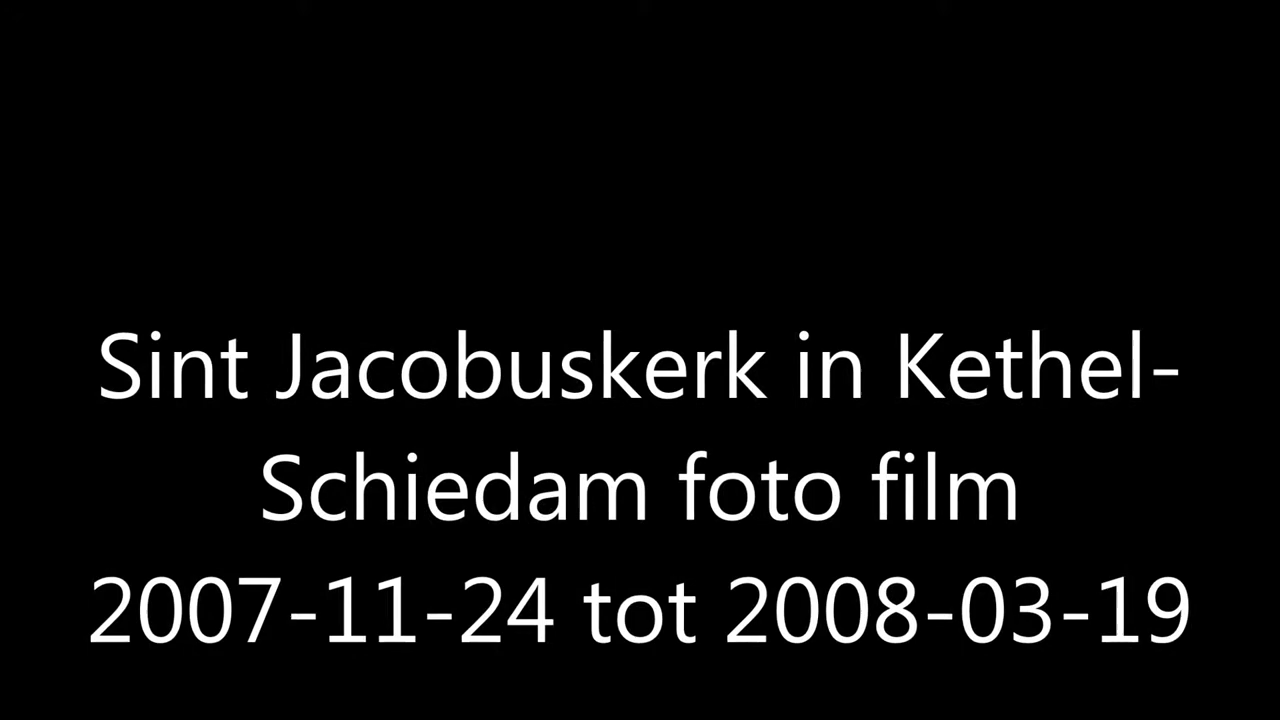 Sint Jacobuskerk in Kethel-
Schiedam foto film
2007-11-24 tot 2008-03-19